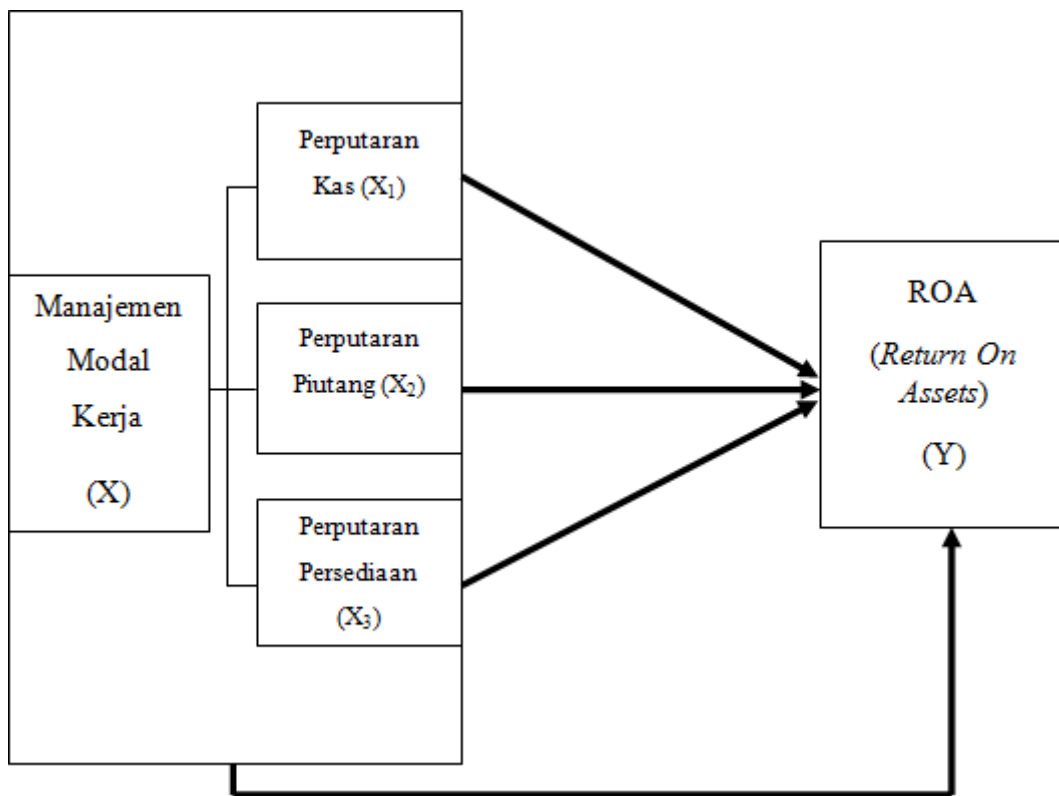 Manajemen
Modal
Kerja
(X)
Perputaran
Kas (X₁)
Perputaran
Piutang (X₂)
Perputaran
Persediaan
(X₃)
ROA
(Return On
Assets)
(Y)